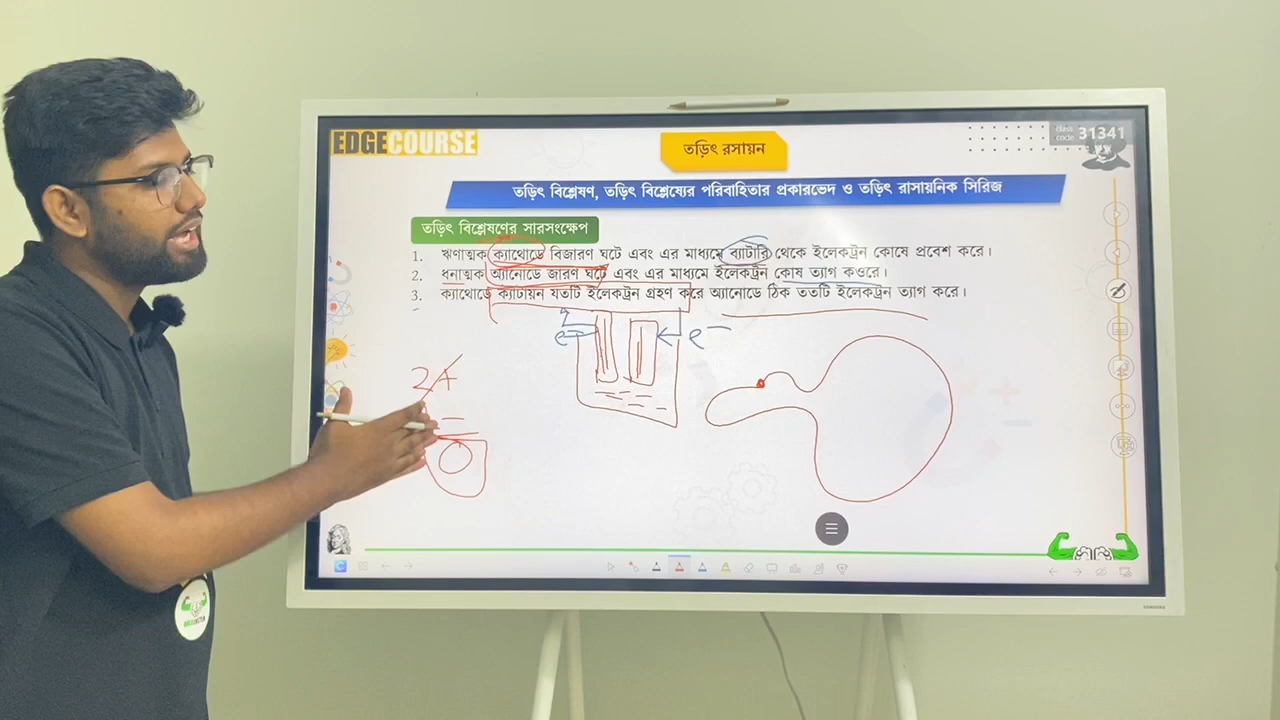 EDGECOURSE
তড়িৎ রসায়ন
class code 31341
তড়িৎ বিশ্লেষণ, তড়িৎ বিশ্লেষ্যের পরিবাহিতার প্রকারভেদ ও তড়িৎ রাসায়নিক সিরিজ
তড়িৎ বিশ্লেষণের সারসংক্ষেপ
1. ঋণাত্মক ক্যাথোডে বিজারণ ঘটে এবং এর মাধ্যমে ব্যাটারি থেকে ইলেকট্রন কোষে প্রবেশ করে।
2. ধনাত্মক অ্যানোডে জারণ ঘটে এবং এর মাধ্যমে ইলেকট্রন কোষ ত্যাগ কওরে।
3. ক্যাথোডে ক্যাটায়ন যতটি ইলেকট্রন গ্রহণ করে অ্যানোডে ঠিক ততটি ইলেকট্রন ত্যাগ করে।
e⁻ e⁻